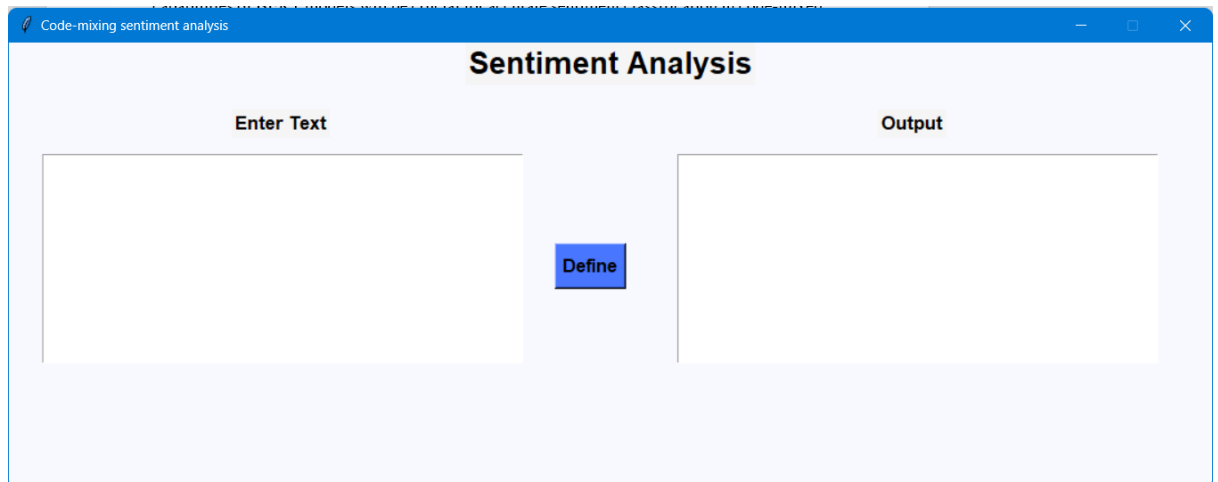 Code-mixing sentiment analysis
Sentiment Analysis
Enter Text
Output
Define